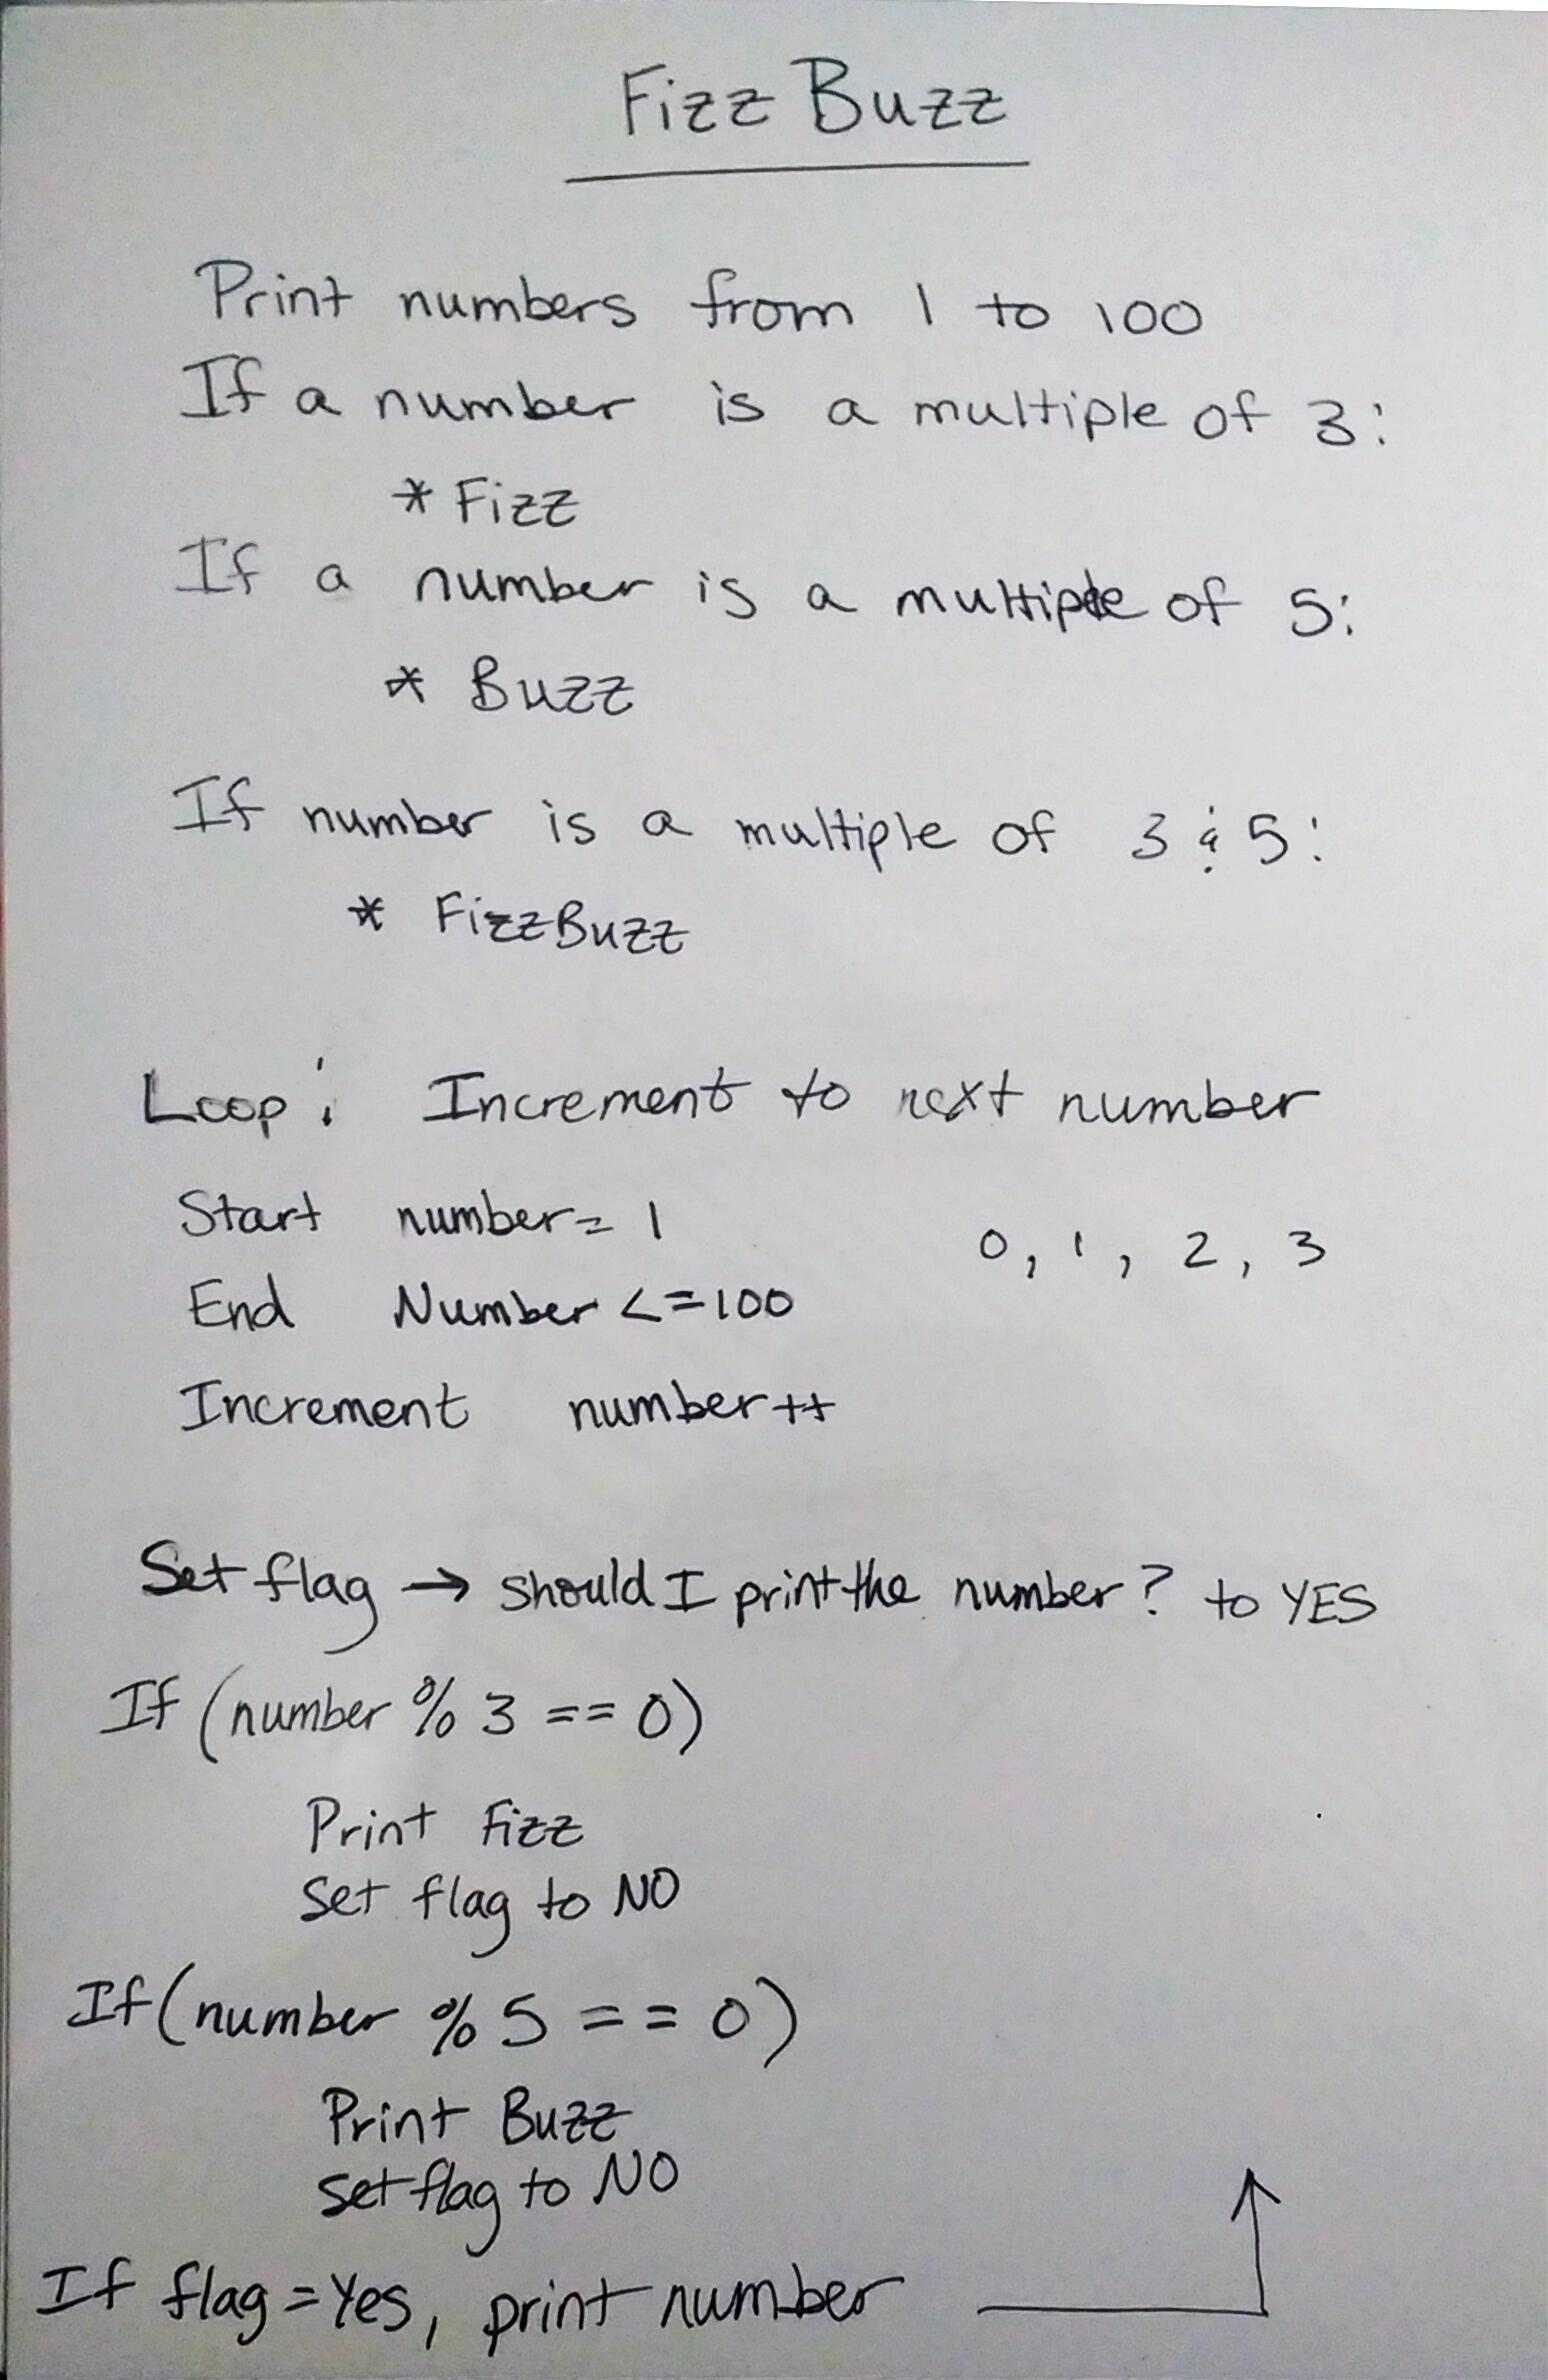 Fizz Buzz
Print numbers from 1 to 100
If a number is a multiple of 3:
* Fizz
If a number is a multiple of 5:
* Buzz
If number is a multiple of 3 & 5:
* FizzBuzz
Loop: Increment to next number
Start number = 1
0, 1, 2, 3
End Number <= 100
Increment number++
Set flag → should I print the number? to YES
If (number % 3 == 0)
Print Fizz
Set flag to NO
If (number % 5 == 0)
Print Buzz
set flag to NO
If flag = Yes, print number